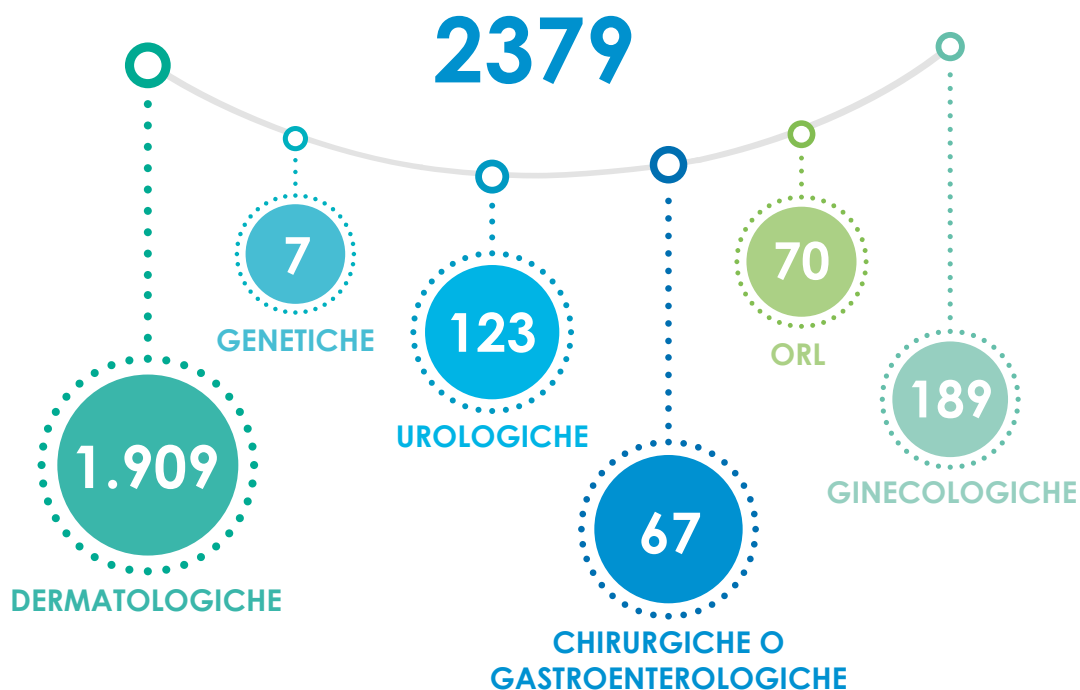 2379
1.909
DERMATOLOGICHE
7
GENETICHE
123
UROLOGICHE
67
CHIRURGICHE O
GASTROENTEROLOGICHE
70
ORL
189
GINECOLOGICHE